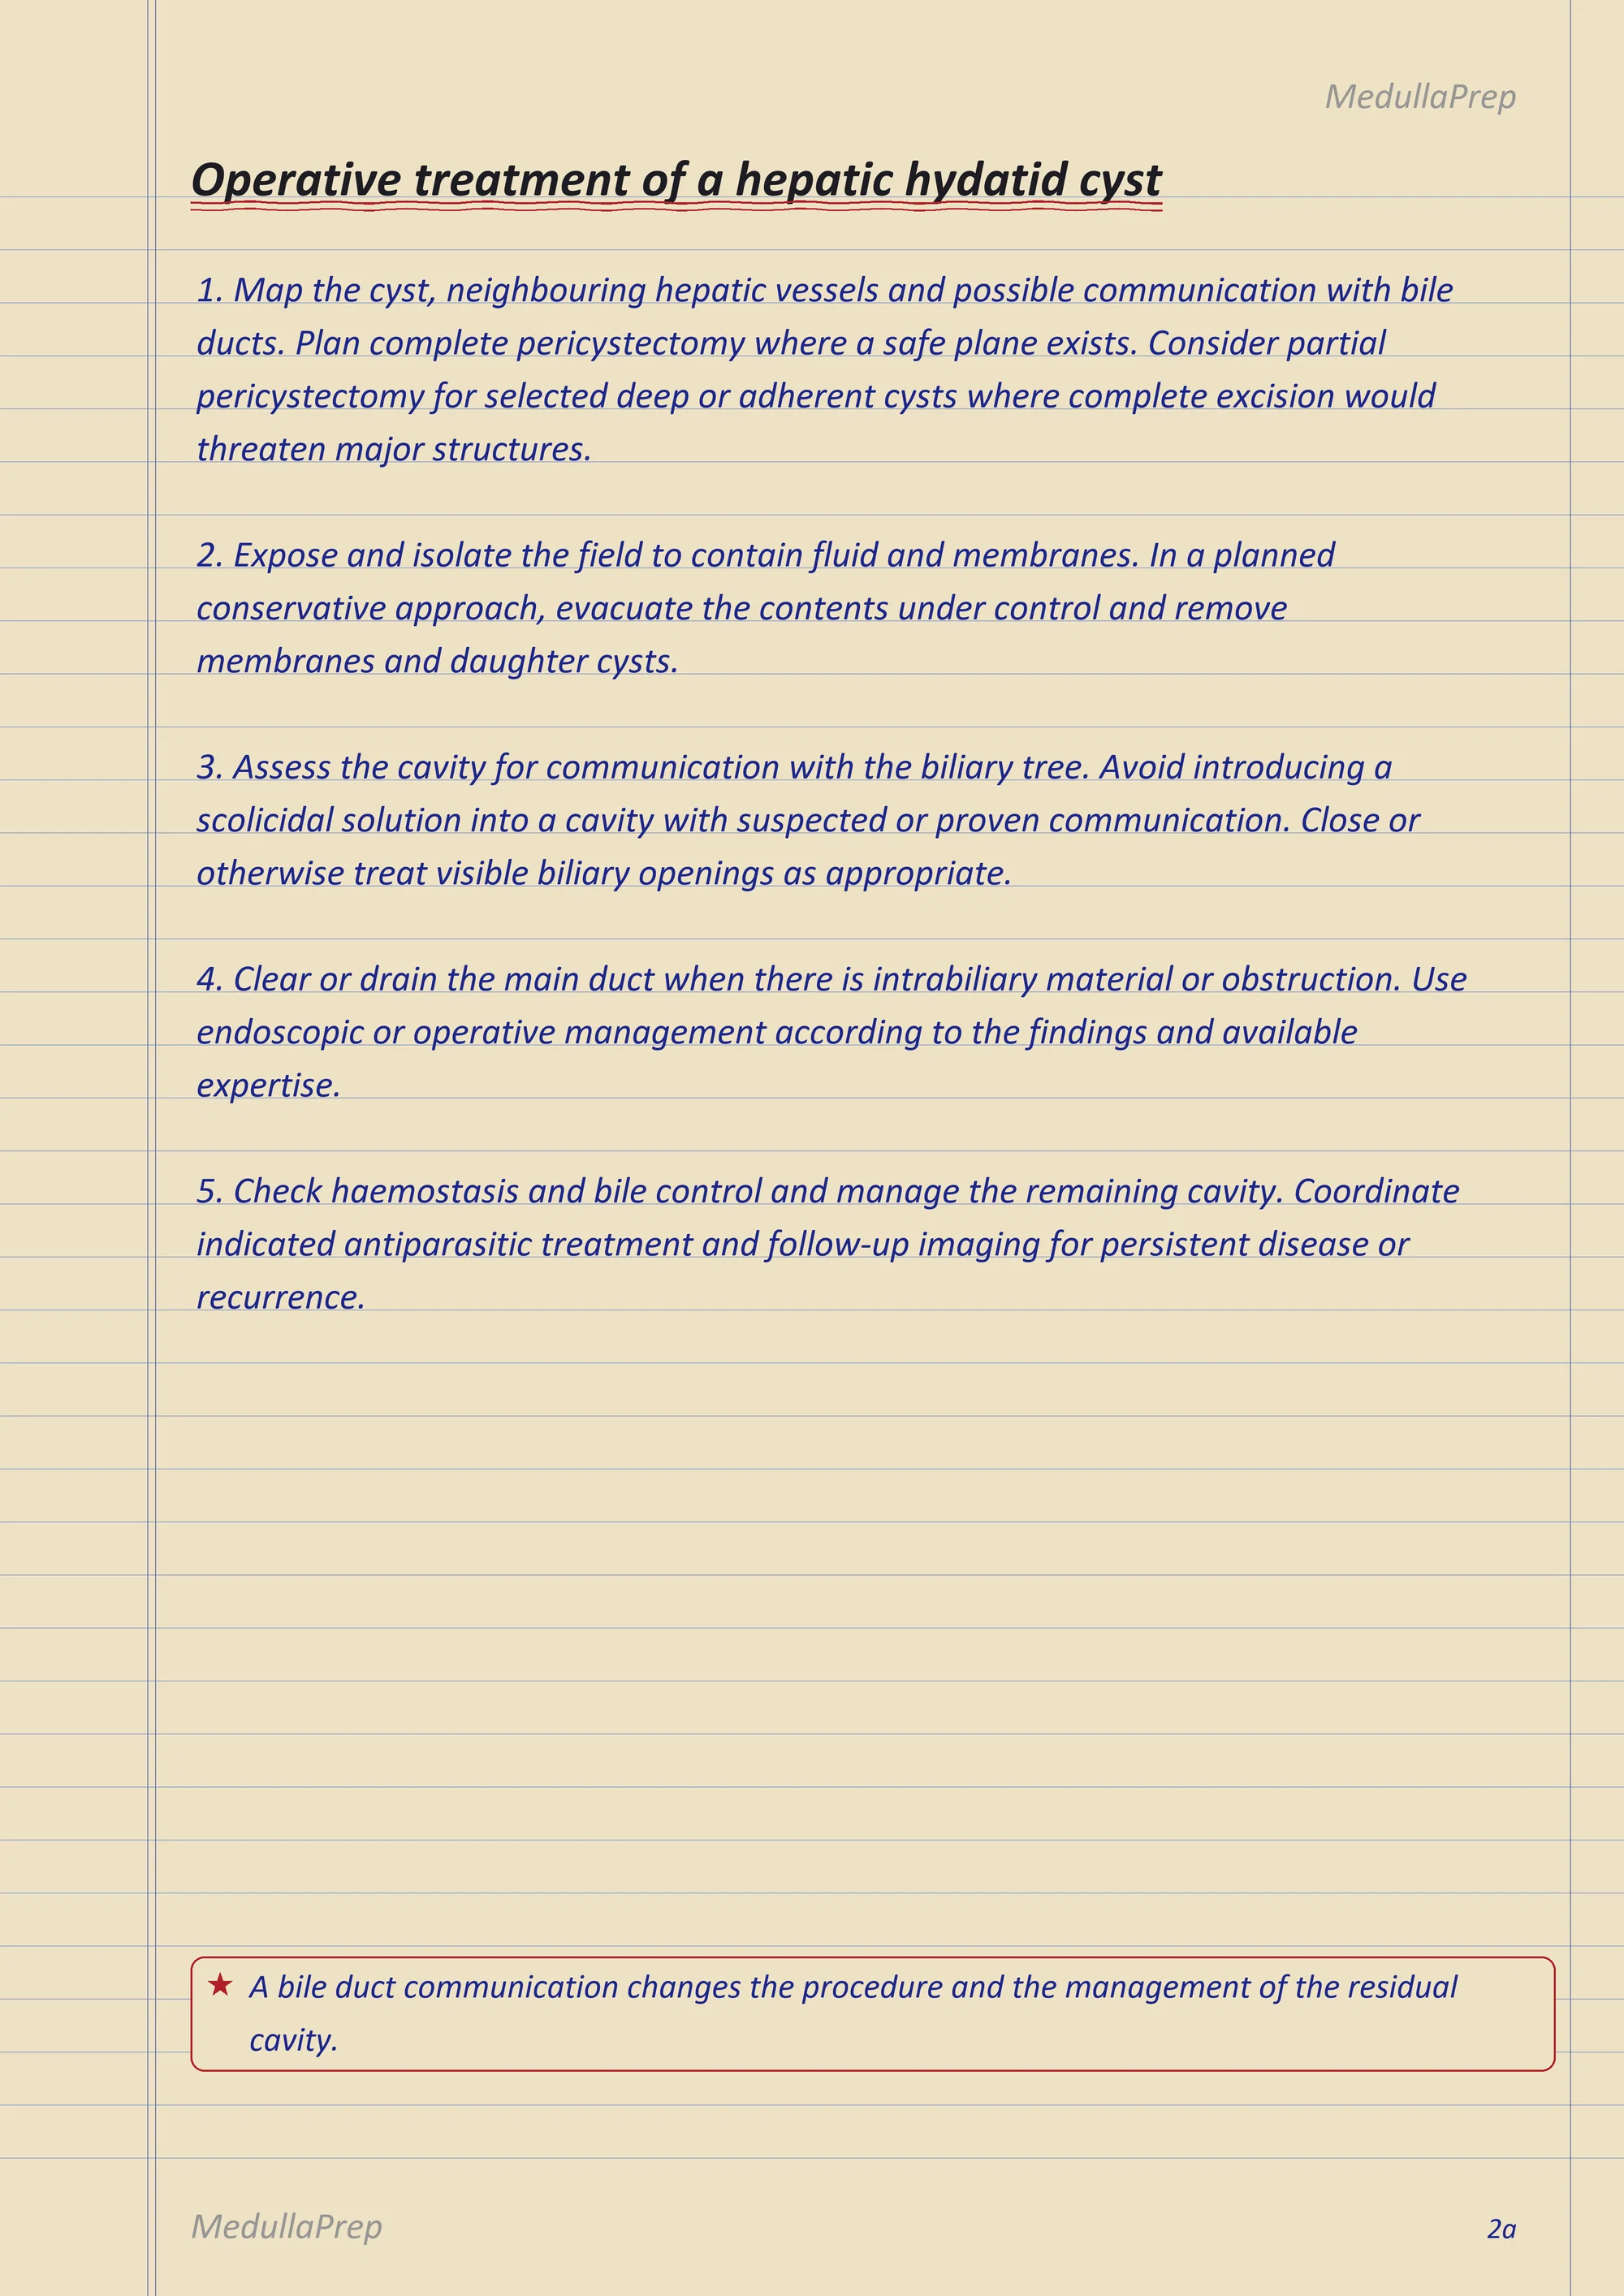 MedullaPrep
Operative treatment of a hepatic hydatid cyst
1. Map the cyst, neighbouring hepatic vessels and possible communication with bile
ducts. Plan complete pericystectomy where a safe plane exists. Consider partial
pericystectomy for selected deep or adherent cysts where complete excision would
threaten major structures.
2. Expose and isolate the field to contain fluid and membranes. In a planned
conservative approach, evacuate the contents under control and remove
membranes and daughter cysts.
3. Assess the cavity for communication with the biliary tree. Avoid introducing a
scolicidal solution into a cavity with suspected or proven communication. Close or
otherwise treat visible biliary openings as appropriate.
4. Clear or drain the main duct when there is intrabiliary material or obstruction. Use
endoscopic or operative management according to the findings and available
expertise.
5. Check haemostasis and bile control and manage the remaining cavity. Coordinate
indicated antiparasitic treatment and follow-up imaging for persistent disease or
recurrence.
★ A bile duct communication changes the procedure and the management of the residual
cavity.
MedullaPrep
2a